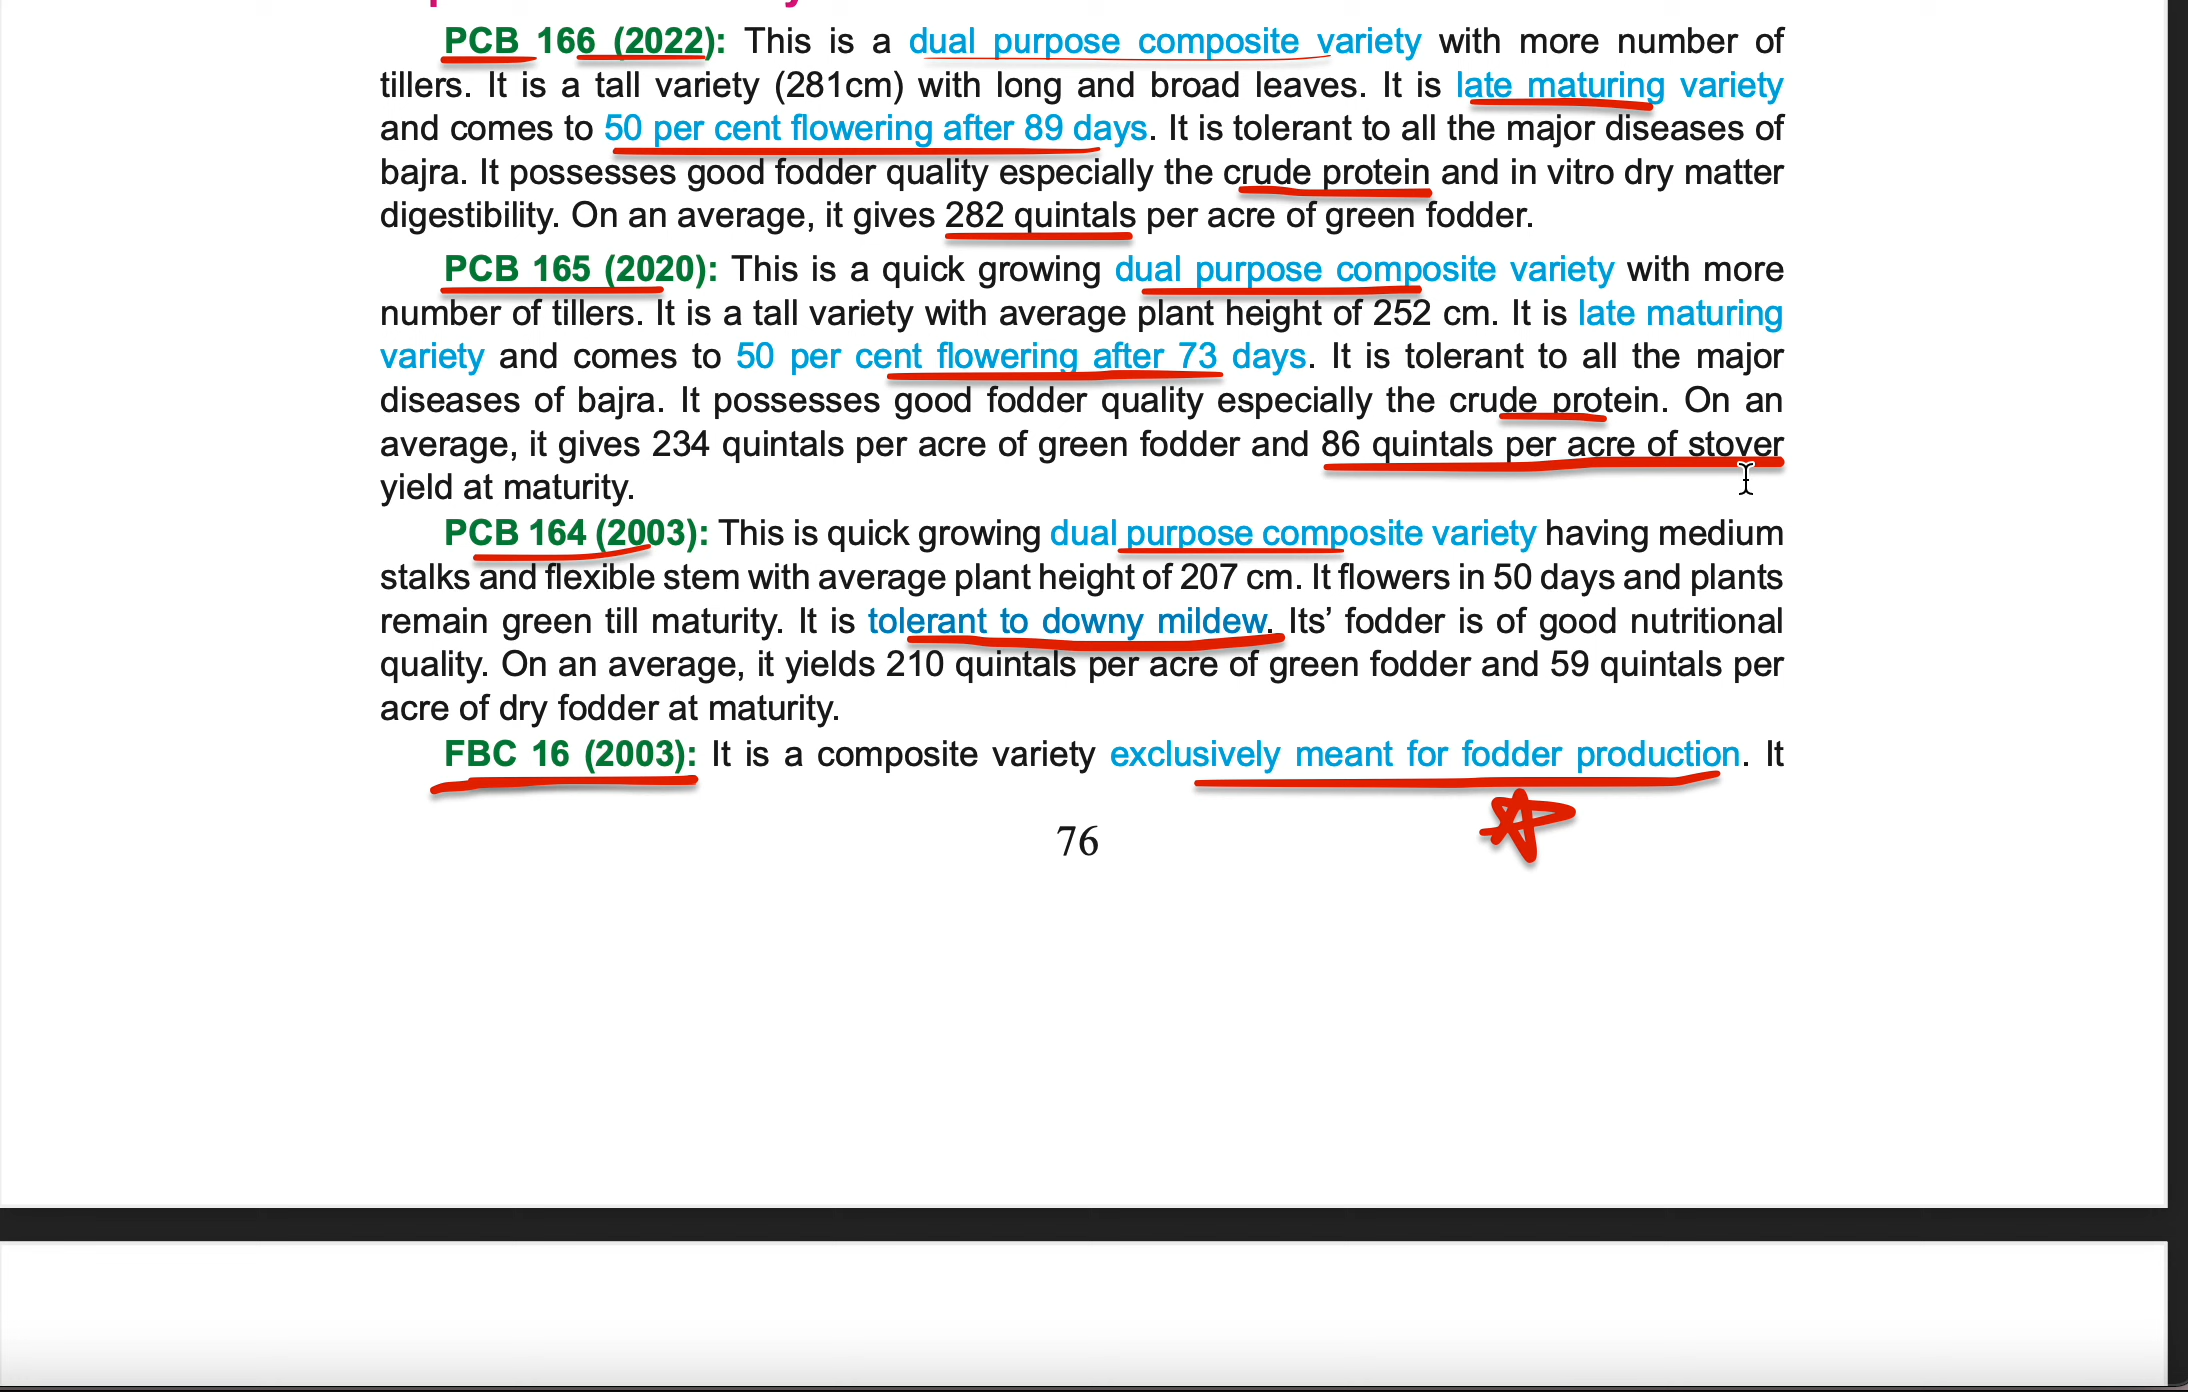 PCB 166 (2022): This is a dual purpose composite variety with more number of
tillers. It is a tall variety (281cm) with long and broad leaves. It is late maturing variety
and comes to 50 per cent flowering after 89 days. It is tolerant to all the major diseases of
bajra. It possesses good fodder quality especially the crude protein and in vitro dry matter
digestibility. On an average, it gives 282 quintals per acre of green fodder.
PCB 165 (2020): This is a quick growing dual purpose composite variety with more
number of tillers. It is a tall variety with average plant height of 252 cm. It is late maturing
variety and comes to 50 per cent flowering after 73 days. It is tolerant to all the major
diseases of bajra. It possesses good fodder quality especially the crude protein. On an
average, it gives 234 quintals per acre of green fodder and 86 quintals per acre of stover
yield at maturity.
PCB 164 (2003): This is quick growing dual purpose composite variety having medium
stalks and flexible stem with average plant height of 207 cm. It flowers in 50 days and plants
remain green till maturity. It is tolerant to downy mildew. Its’ fodder is of good nutritional
quality. On an average, it yields 210 quintals per acre of green fodder and 59 quintals per
acre of dry fodder at maturity.
FBC 16 (2003): It is a composite variety exclusively meant for fodder production. It
76